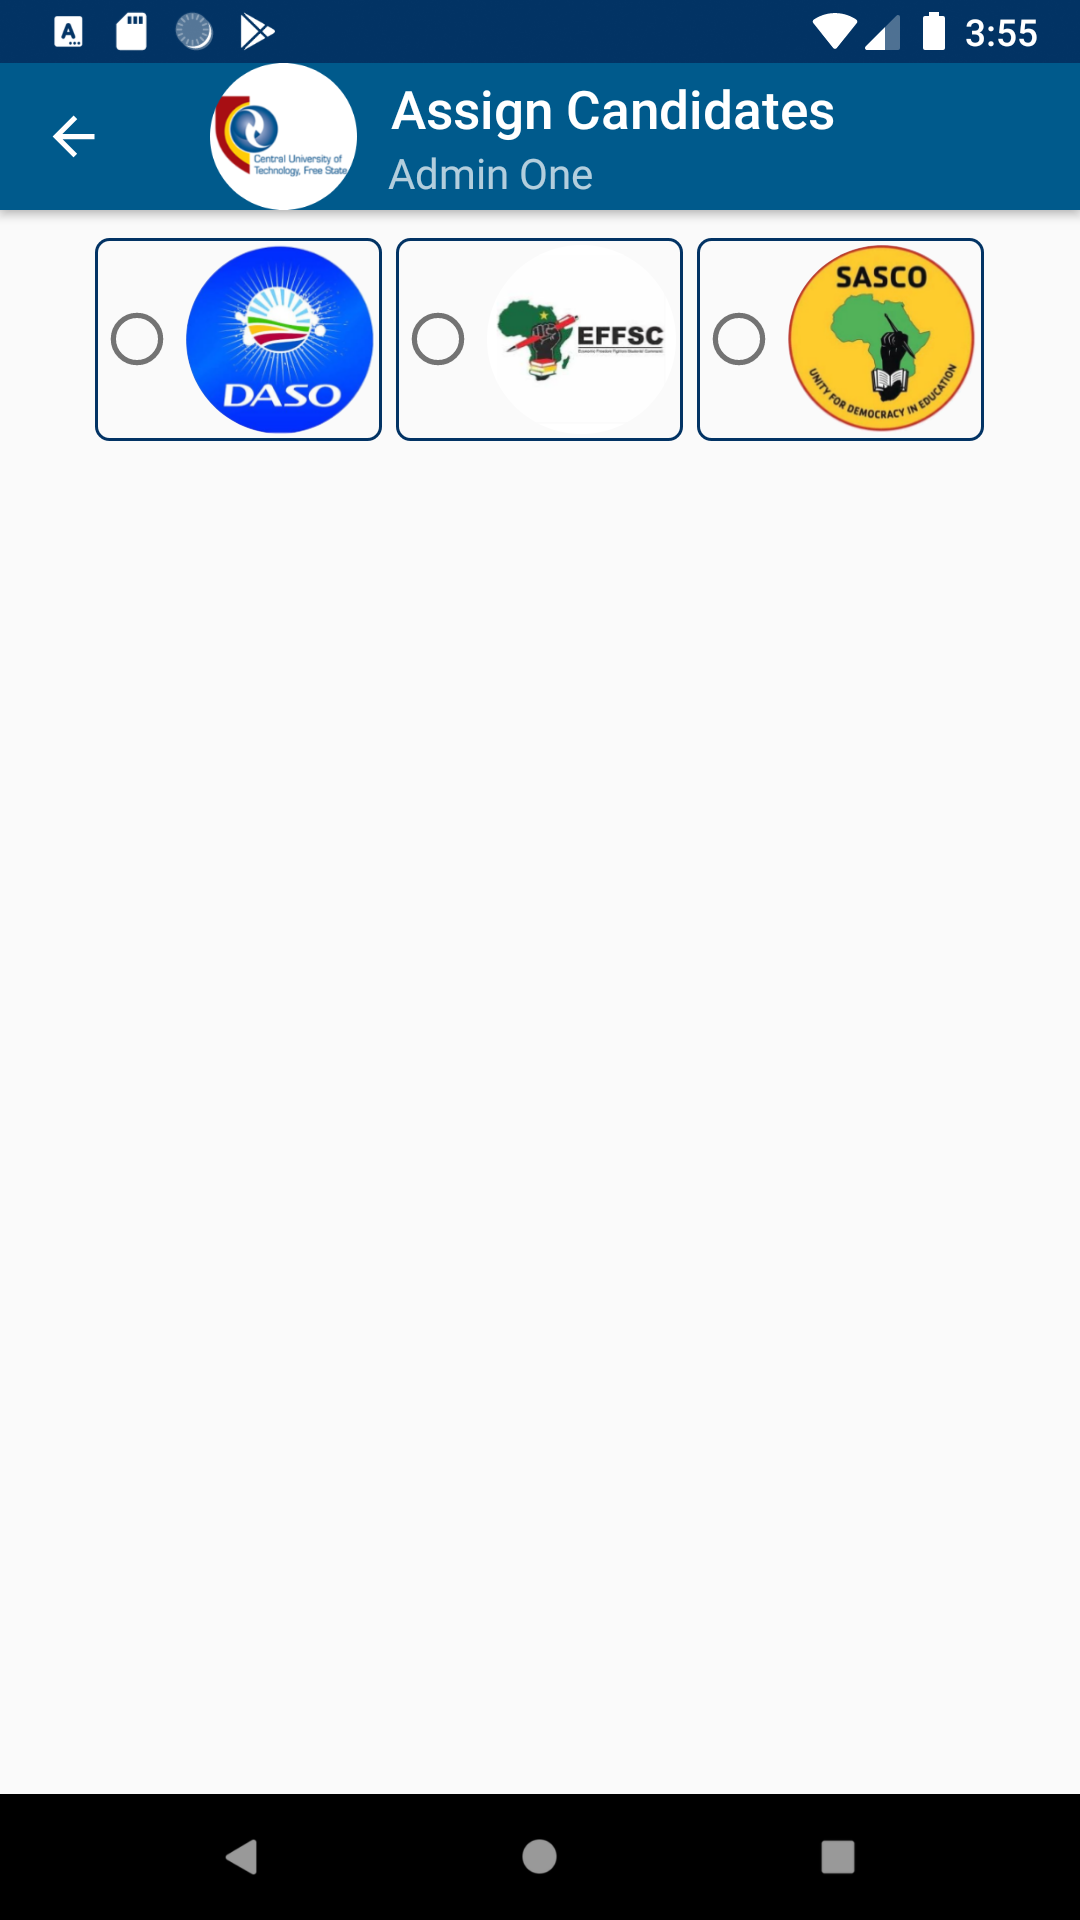 3:55
Assign Candidates
Admin One
Central University of
Technology, Free State
DASO
EFFSC
SASCO
UNITY FOR DEMOCRACY IN EDUCATION